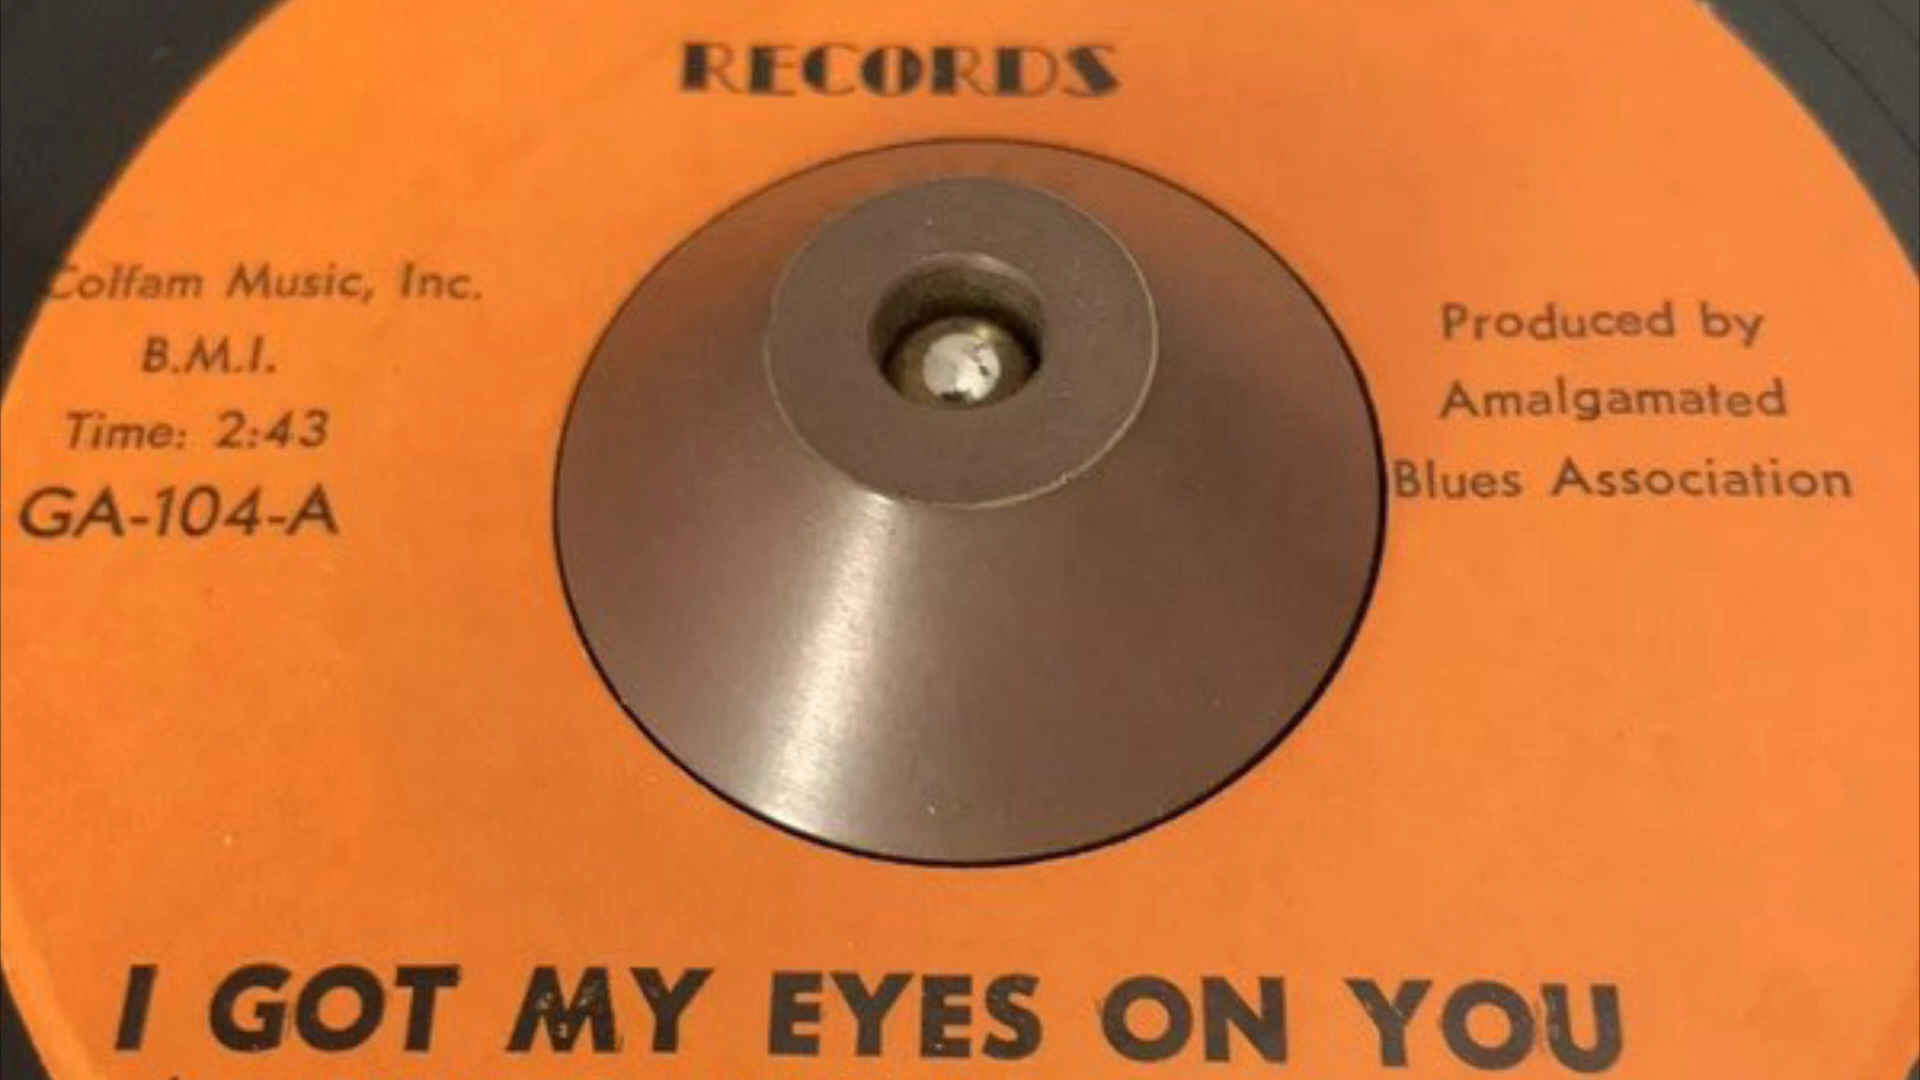 RECORDS
Colfam Music, Inc.
B.M.I.
Time: 2:43
GA-104-A
Produced by
Amalgamated
Blues Association
I GOT MY EYES ON YOU